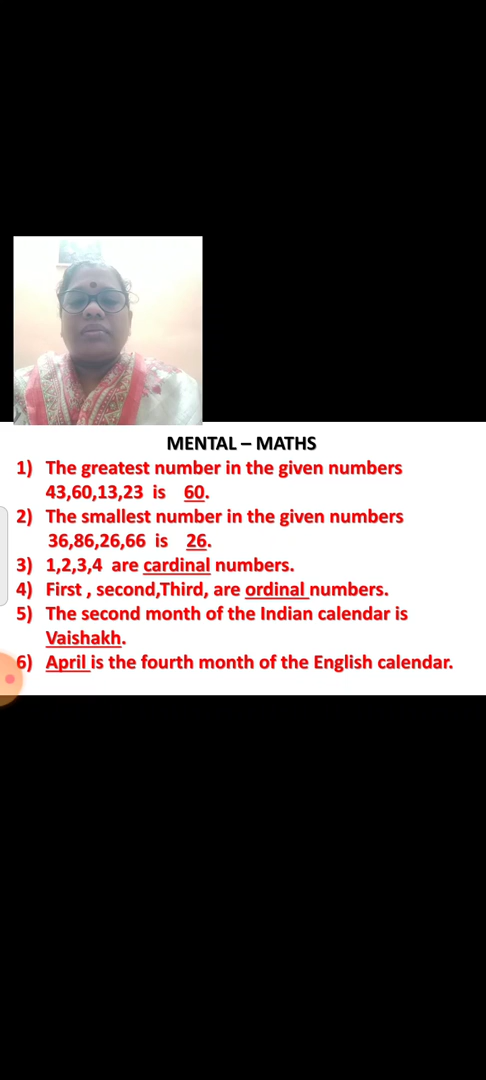 MENTAL – MATHS
1) The greatest number in the given numbers
43,60,13,23 is 60.
2) The smallest number in the given numbers
36,86,26,66 is 26.
3) 1,2,3,4 are cardinal numbers.
4) First , second,Third, are ordinal numbers.
5) The second month of the Indian calendar is
Vaishakh.
6) April is the fourth month of the English calendar.